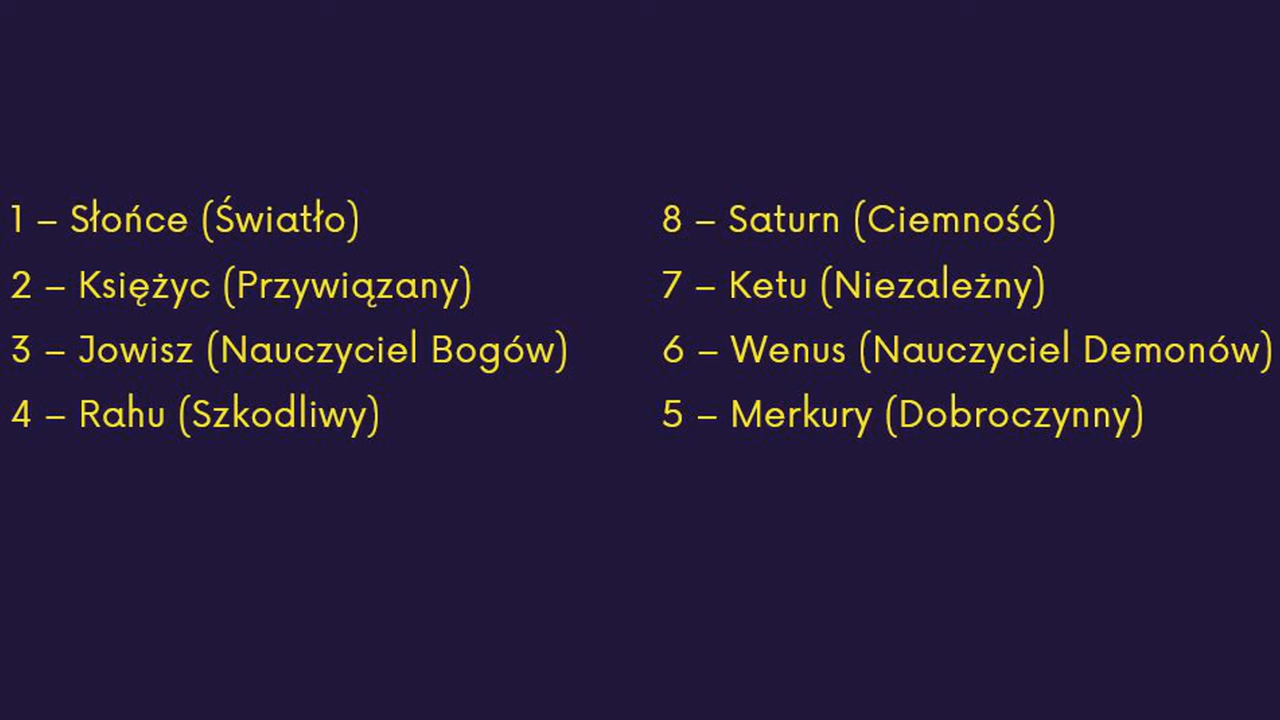 1 – Słońce (Światło)
2 – Księżyc (Przywiązany)
3 – Jowisz (Nauczyciel Bogów)
4 – Rahu (Szkodliwy)
8 – Saturn (Ciemność)
7 – Ketu (Niezależny)
6 – Wenus (Nauczyciel Demonów)
5 – Merkury (Dobroczynny)